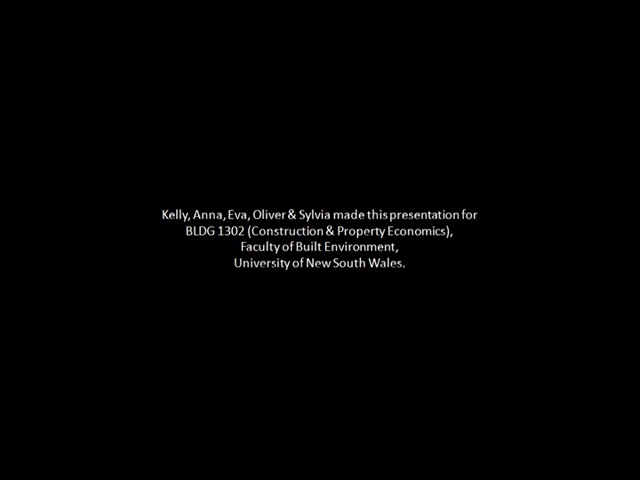 Kelly, Anna, Eva, Oliver & Sylvia made this presentation for
BLDG 1302 (Construction & Property Economics),
Faculty of Built Environment,
University of New South Wales.